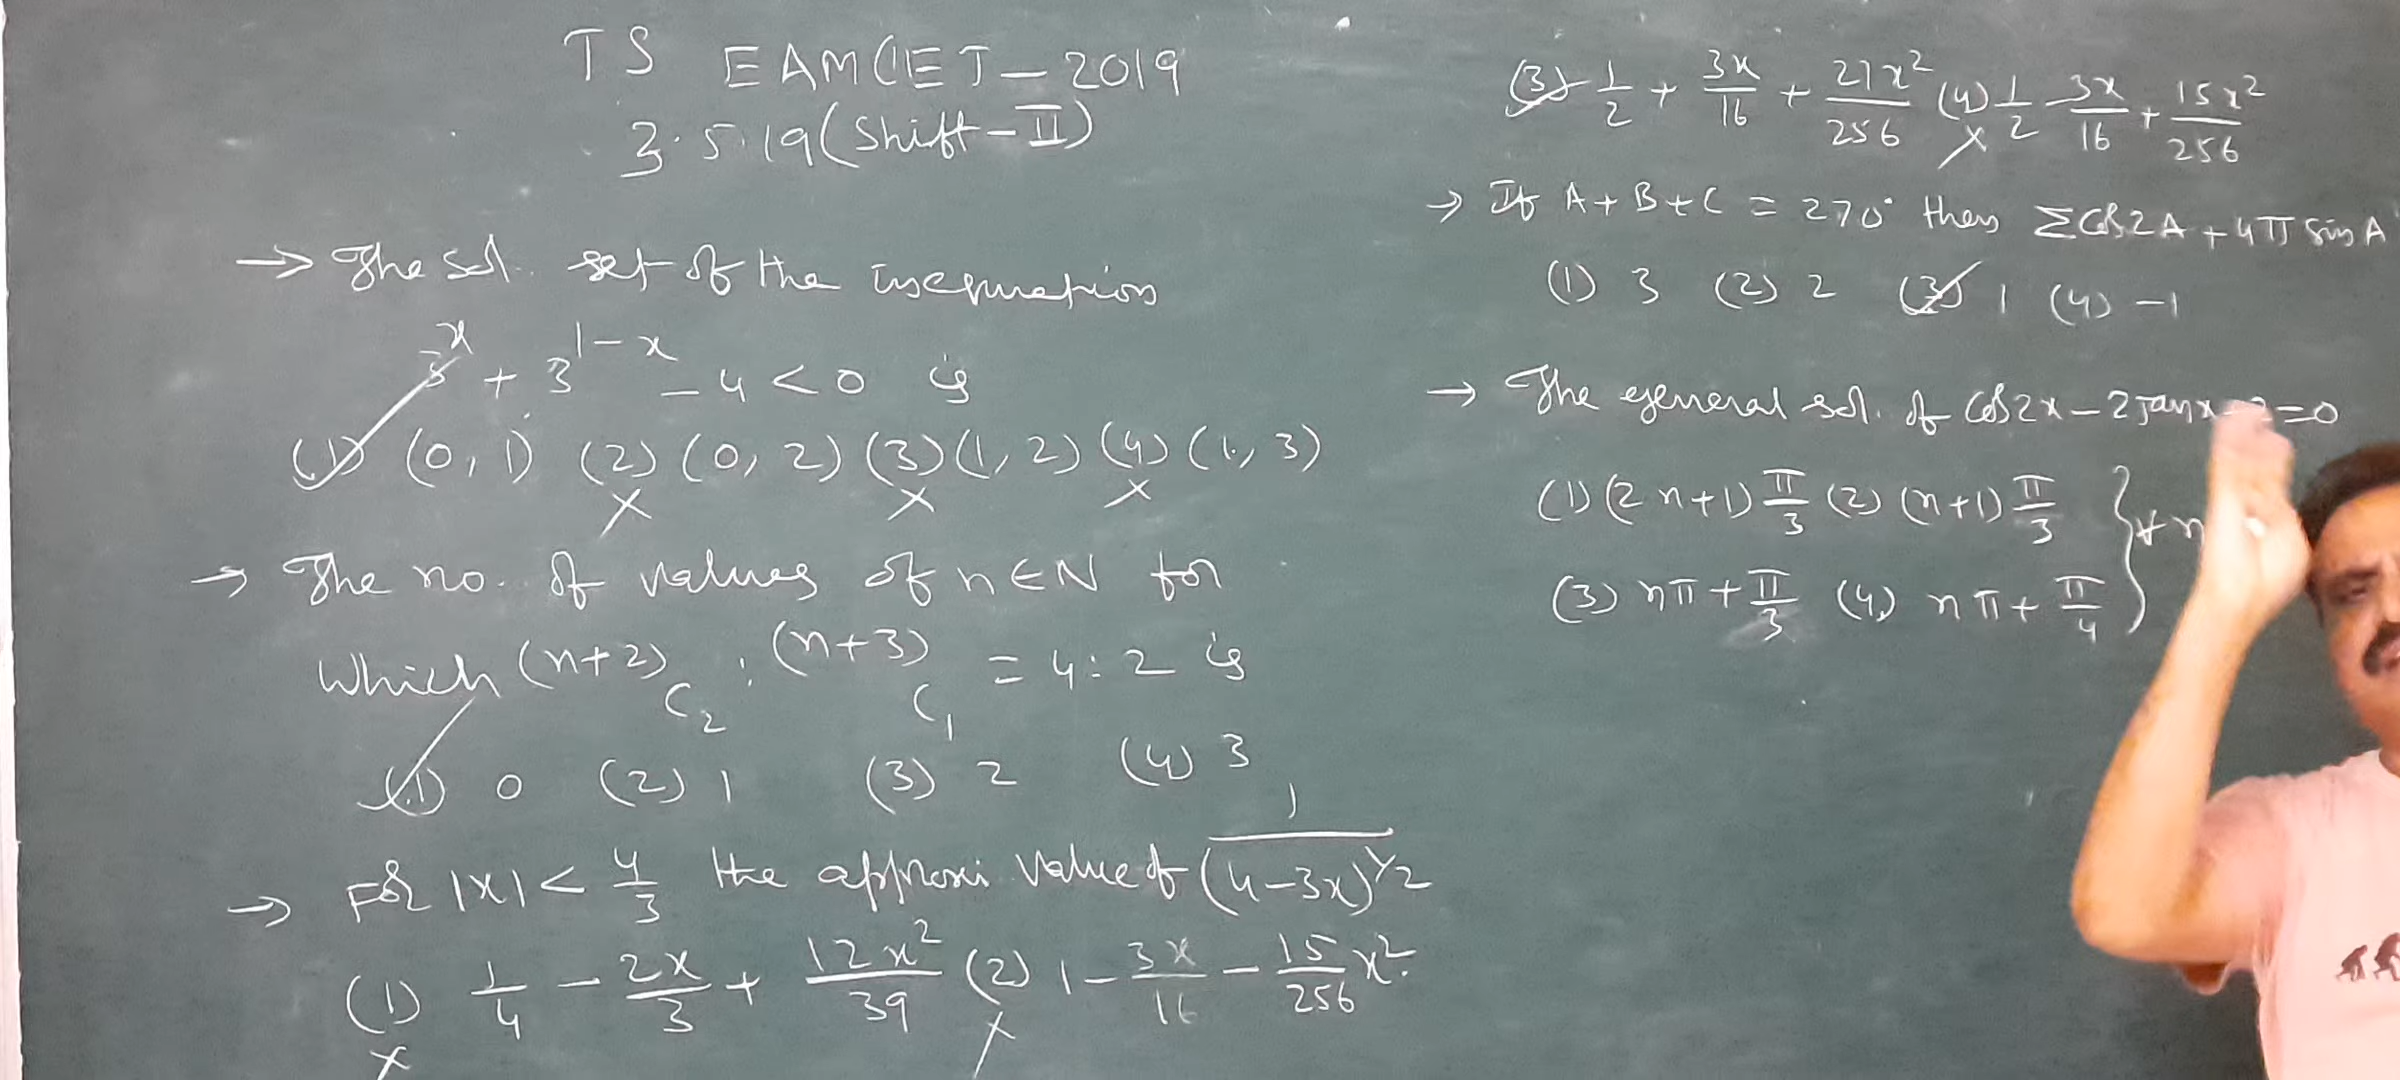 TS EAMCET-2019
3.5.19 (Shift-II)
→ The sol. set of the inequation
3^x + 3^(1-x) - 4 < 0 is
(1) (0, 1) (2) (0, 2) (3) (1, 2) (4) (1, 3)
→ The no. of values of n∈N for
Which (n+2)C₂ : (n+3)C₁ = 4:2 is
(1) 0 (2) 1 (3) 2 (4) 3
→ For |x| < 4/3 the approxi value of 1/(4-3x)^(1/2)
(1) 1/4 - 2x/3 + 12x²/39 (2) 1 - 3x/16 - 15/256 x²
(3) 1/2 + 3x/16 + 27x²/256 (4) 1/2 - 3x/16 + 15x²/256
→ If A+B+C = 270° then Σcos2A + 4π sin A
(1) 3 (2) 2 (3) 1 (4) -1
→ The general sol. of cos2x - 2Tanx =0
(1) (2n+1) π/3 (2) (n+1) π/3 } ∀ n
(3) nπ + π/3 (4) nπ + π/4